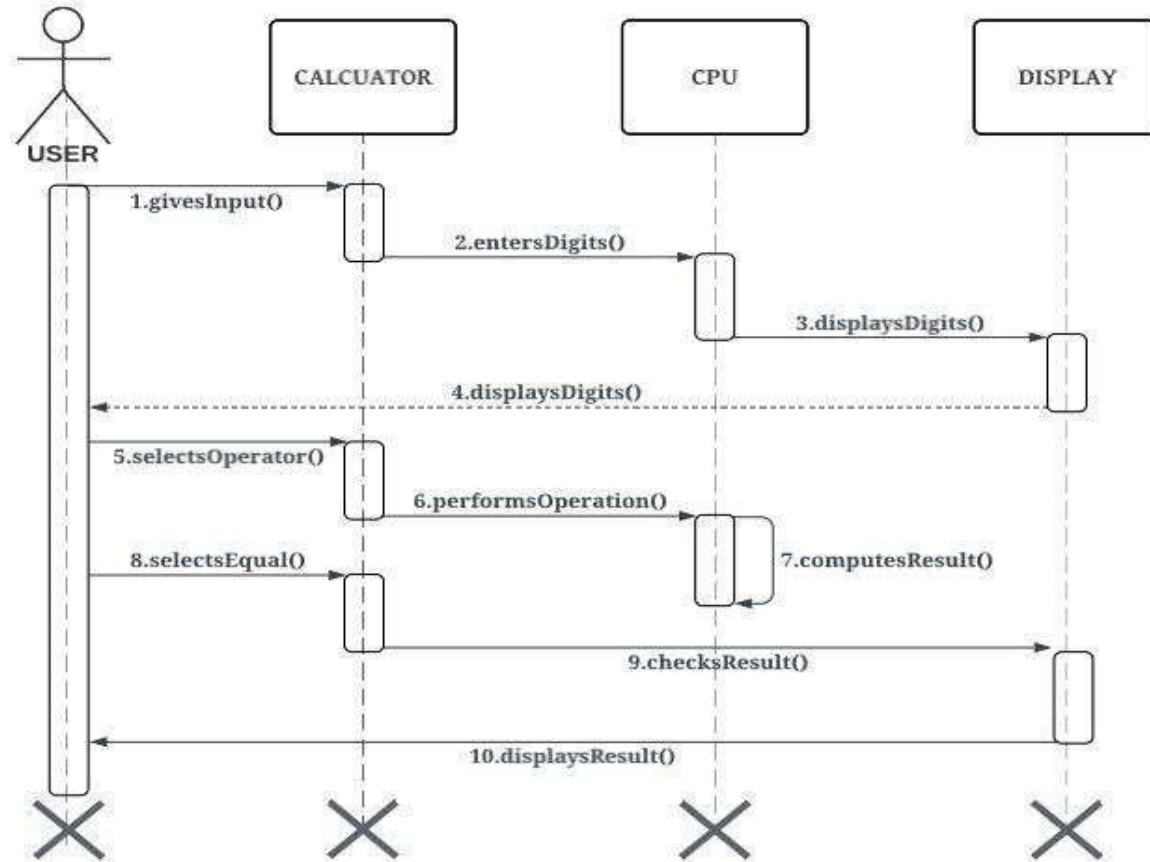 CALCUATOR
CPU
DISPLAY
USER
1.givesInput()
2.entersDigits()
3.displaysDigits()
4.displaysDigits()
5.selectsOperator()
6.performsOperation()
8.selectsEqual()
7.computesResult()
9.checksResult()
10.displaysResult()